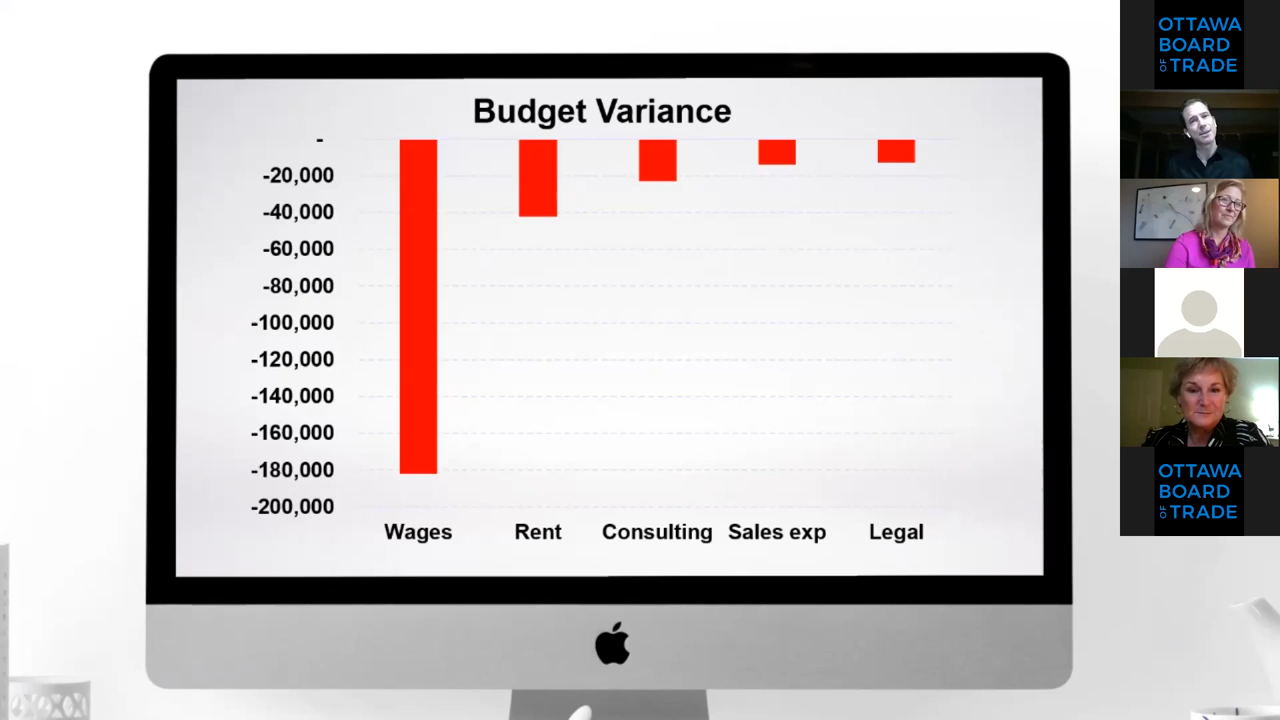 Budget Variance
-
-20,000
-40,000
-60,000
-80,000
-100,000
-120,000
-140,000
-160,000
-180,000
-200,000
Wages Rent Consulting Sales exp Legal
OTTAWA
BOARD
OF TRADE
OTTAWA
BOARD
OF TRADE